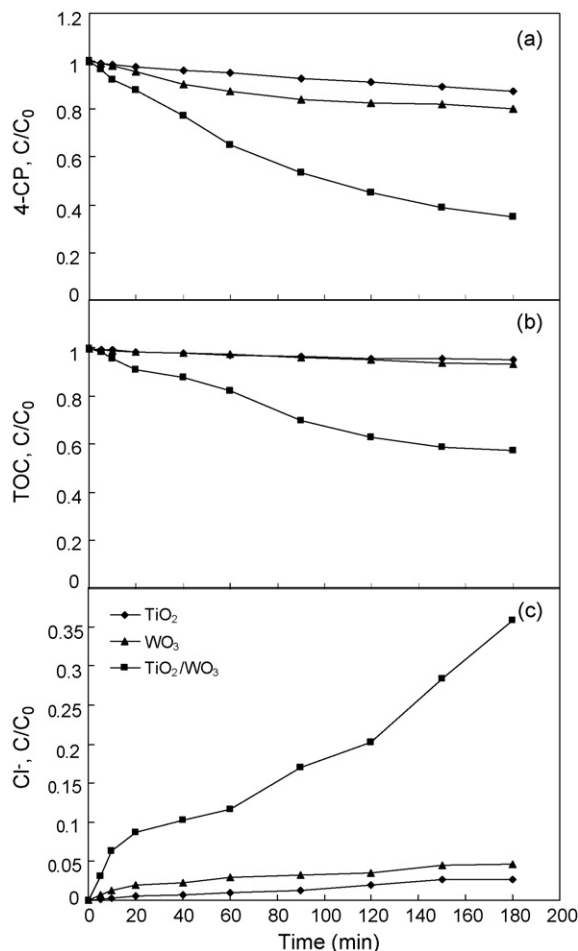 1.2
(a)
1
0.8
0.6
0.4
0.2
0
4-CP, C/C₀
(b)
1
0.8
0.6
0.4
0.2
0
TOC, C/C₀
(c)
TiO₂
WO₃
TiO₂/WO₃
0.35
0.3
0.25
0.2
0.15
0.1
0.05
0
Cl-, C/C₀
0 20 40 60 80 100 120 140 160 180 200
Time (min)